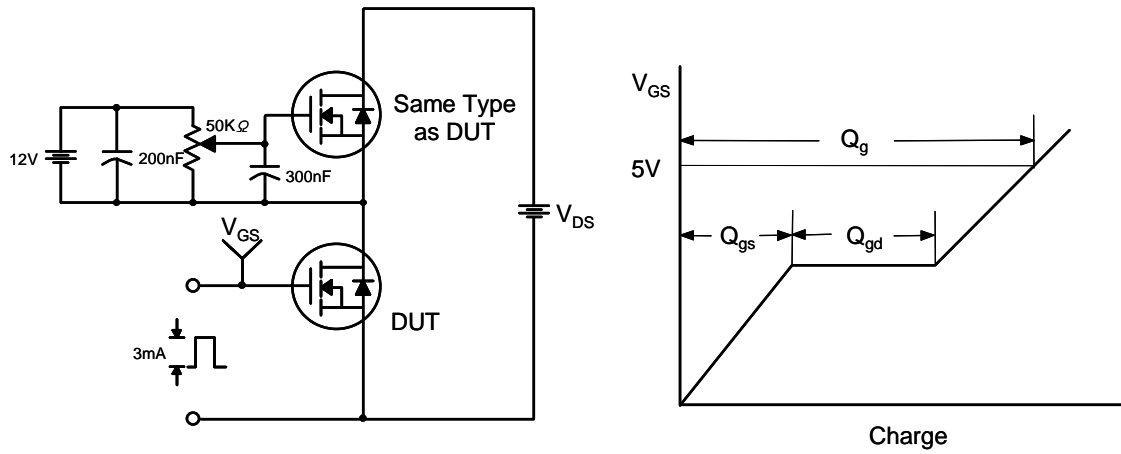 12V
200nF
50KΩ
300nF
Same Type
as DUT
V_GS
DUT
3mA
V_DS
V_GS
5V
Q_g
Q_gs
Q_gd
Charge